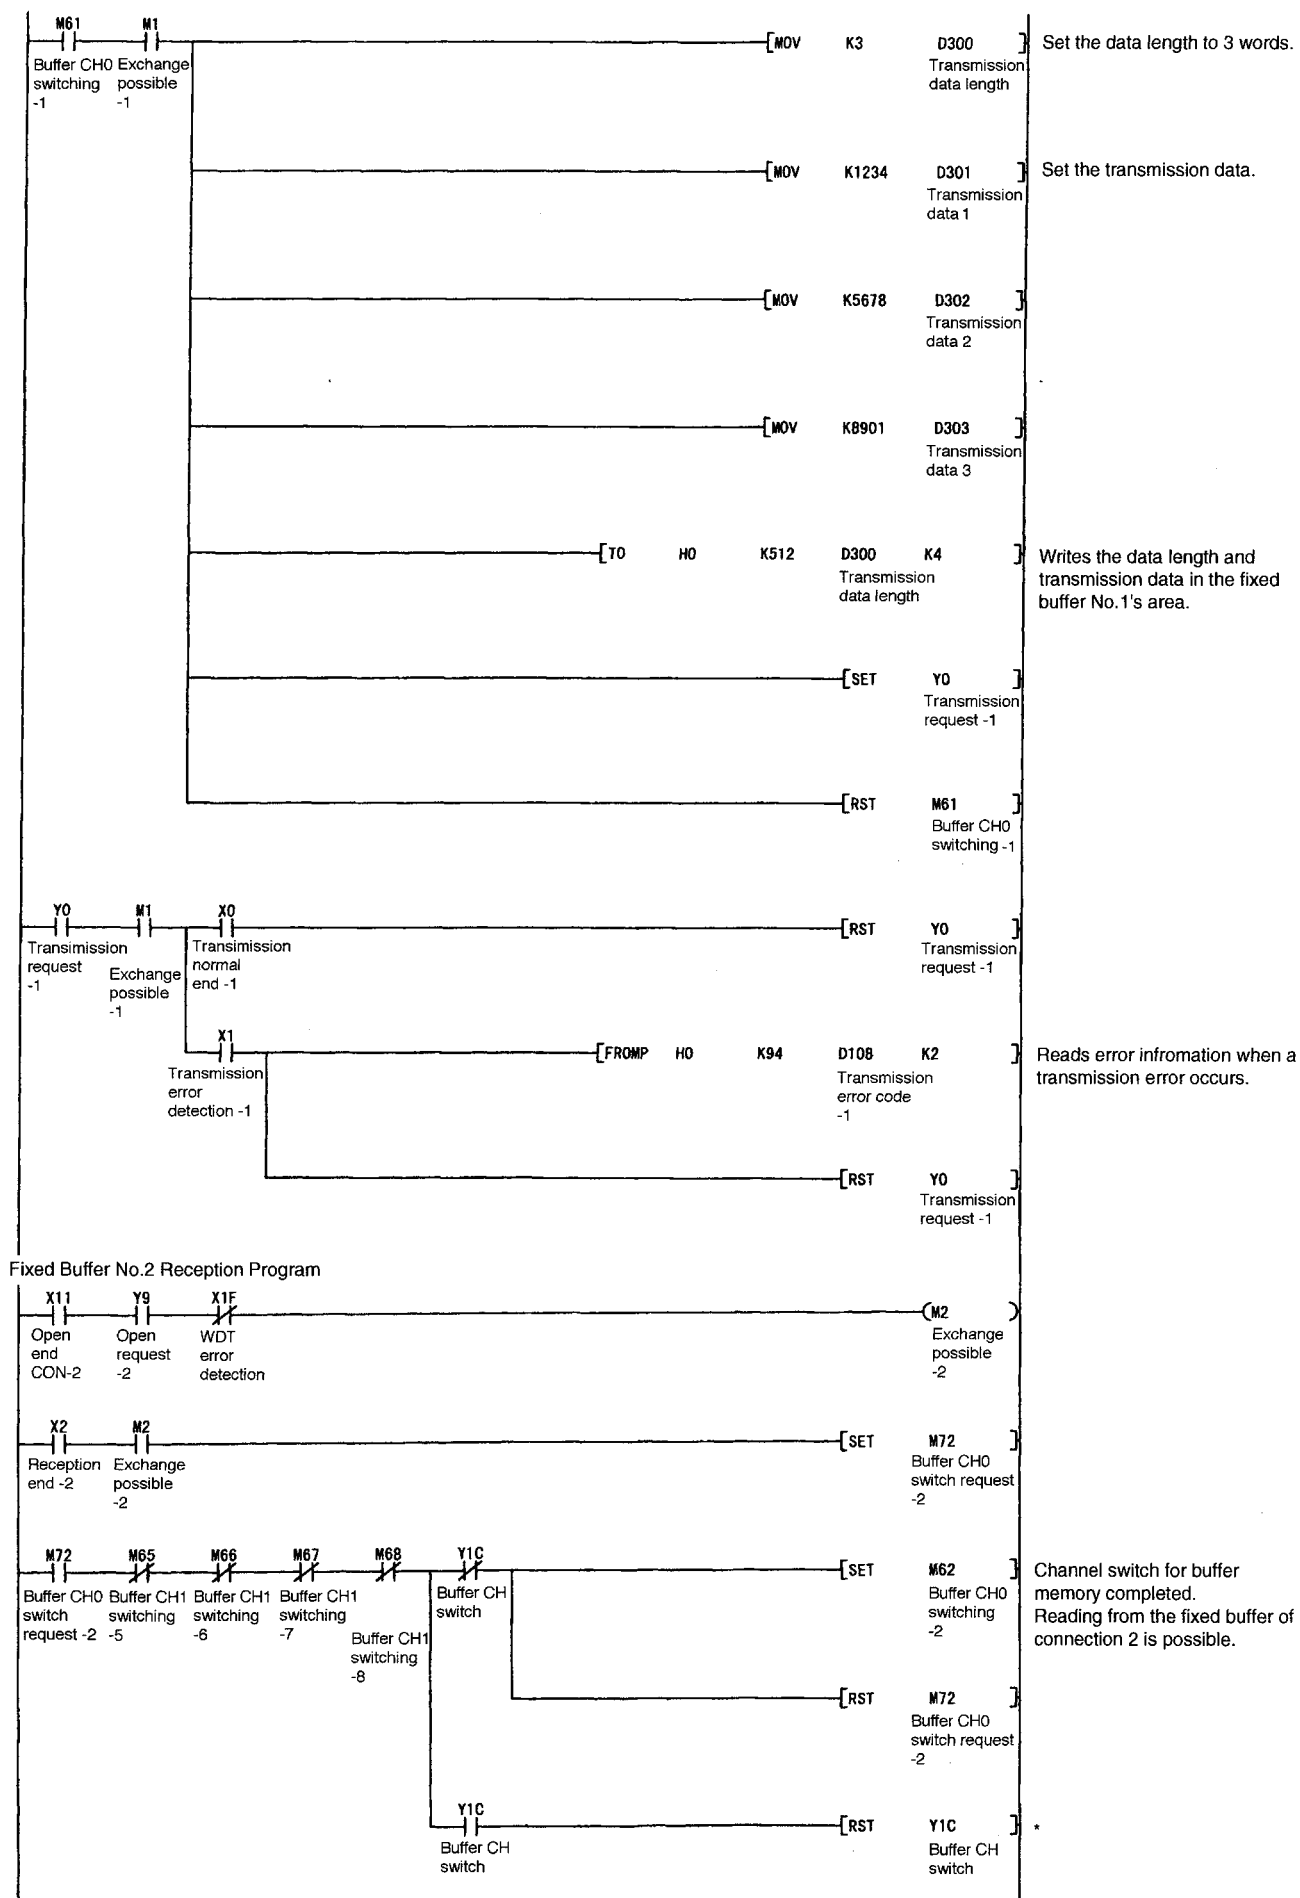 M61 M1
[MOV K3 D300 ] Set the data length to 3 words.
Buffer CH0 Exchange Transmission
switching possible data length
-1 -1
[MOV K1234 D301 ] Set the transmission data.
Transmission
data 1
[MOV K5678 D302 ]
Transmission
data 2
[MOV K8901 D303 ]
Transmission
data 3
[TO H0 K512 D300 K4 ] Writes the data length and
Transmission transmission data in the fixed
data length buffer No.1's area.
[SET Y0 ]
Transmission
request -1
[RST M61 ]
Buffer CH0
switching -1
Y0 M1 X0
[RST Y0 ]
Transimission Transimission Transmission
request Exchange normal request -1
-1 possible end -1
-1
X1
[FROMP H0 K94 D108 K2 ] Reads error infromation when a
Transmission Transmission transmission error occurs.
error error code
detection -1 -1
[RST Y0 ]
Transmission
request -1
Fixed Buffer No.2 Reception Program
X11 Y9 X1F
(M2 )
Open Open WDT Exchange
end request error possible
CON-2 -2 detection -2
X2 M2
[SET M72 ]
Reception Exchange Buffer CH0
end -2 possible switch request
-2 -2
M72 M65 M66 M67 M68 Y1C
[SET M62 ] Channel switch for buffer
Buffer CH0 Buffer CH1 Buffer CH1 Buffer CH1 Buffer CH Buffer CH0 memory completed.
switch switching switching switching switch switching Reading from the fixed buffer of
request -2 -5 -6 -7 Buffer CH1 -2 connection 2 is possible.
switching
-8
[RST M72 ]
Buffer CH0
switch request
-2
Y1C
[RST Y1C ] *
Buffer CH Buffer CH
switch switch